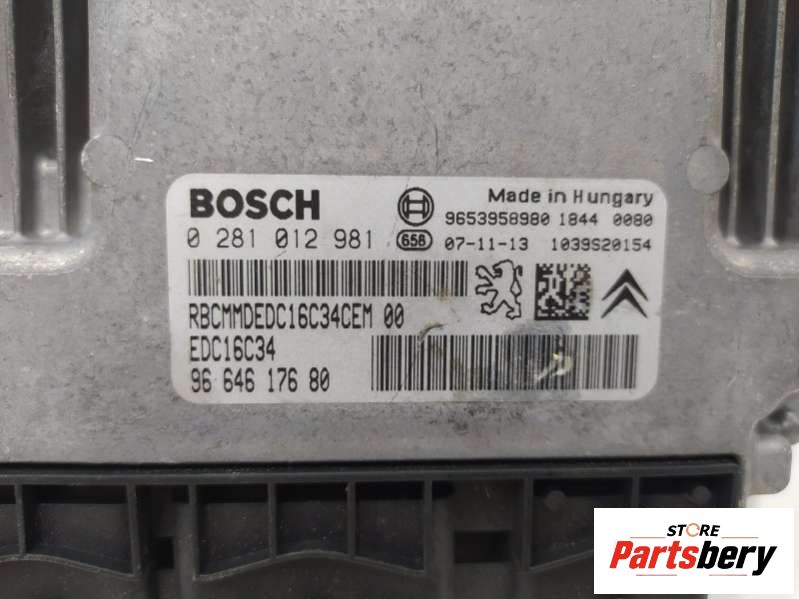 BOSCH
Made in Hungary
9653958980 1844 0080
0 281 012 981
656
07-11-13 1039S20154
RBCMMDEDC16C34CEM 00
EDC16C34
96 646 176 80
STORE
Partsbery